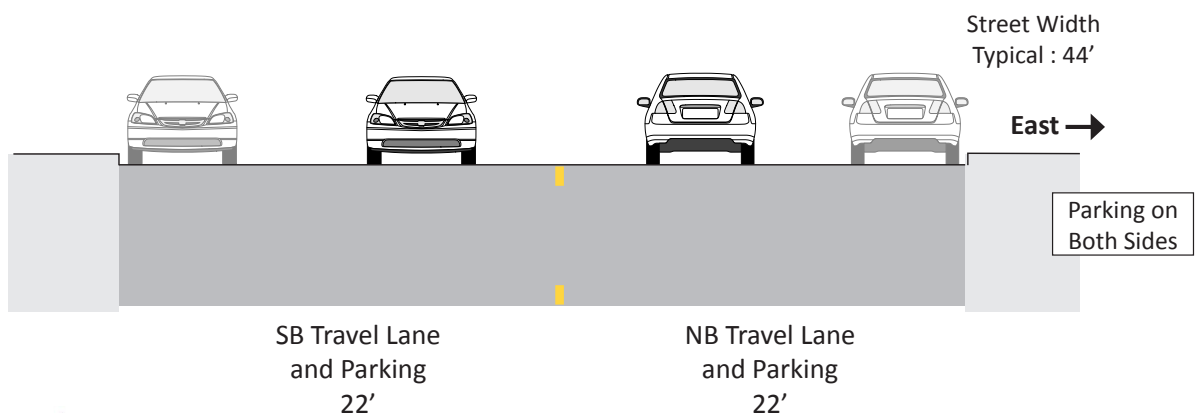 Street Width
Typical : 44’
East
Parking on
Both Sides
SB Travel Lane
and Parking
22’
NB Travel Lane
and Parking
22’